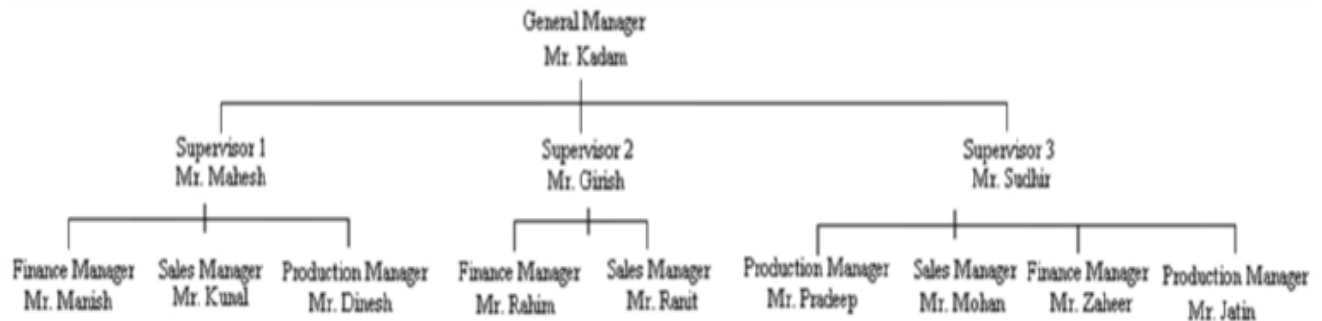 General Manager
Mr. Kadam
Supervisor 1
Mr. Mahesh
Supervisor 2
Mr. Girish
Supervisor 3
Mr. Sudhir
Finance Manager
Mr. Manish
Sales Manager
Mr. Kunal
Production Manager
Mr. Dinesh
Finance Manager
Mr. Rahim
Sales Manager
Mr. Ranit
Production Manager
Mr. Pradeep
Sales Manager
Mr. Mohan
Finance Manager
Mr. Zaheer
Production Manager
Mr. Jatin